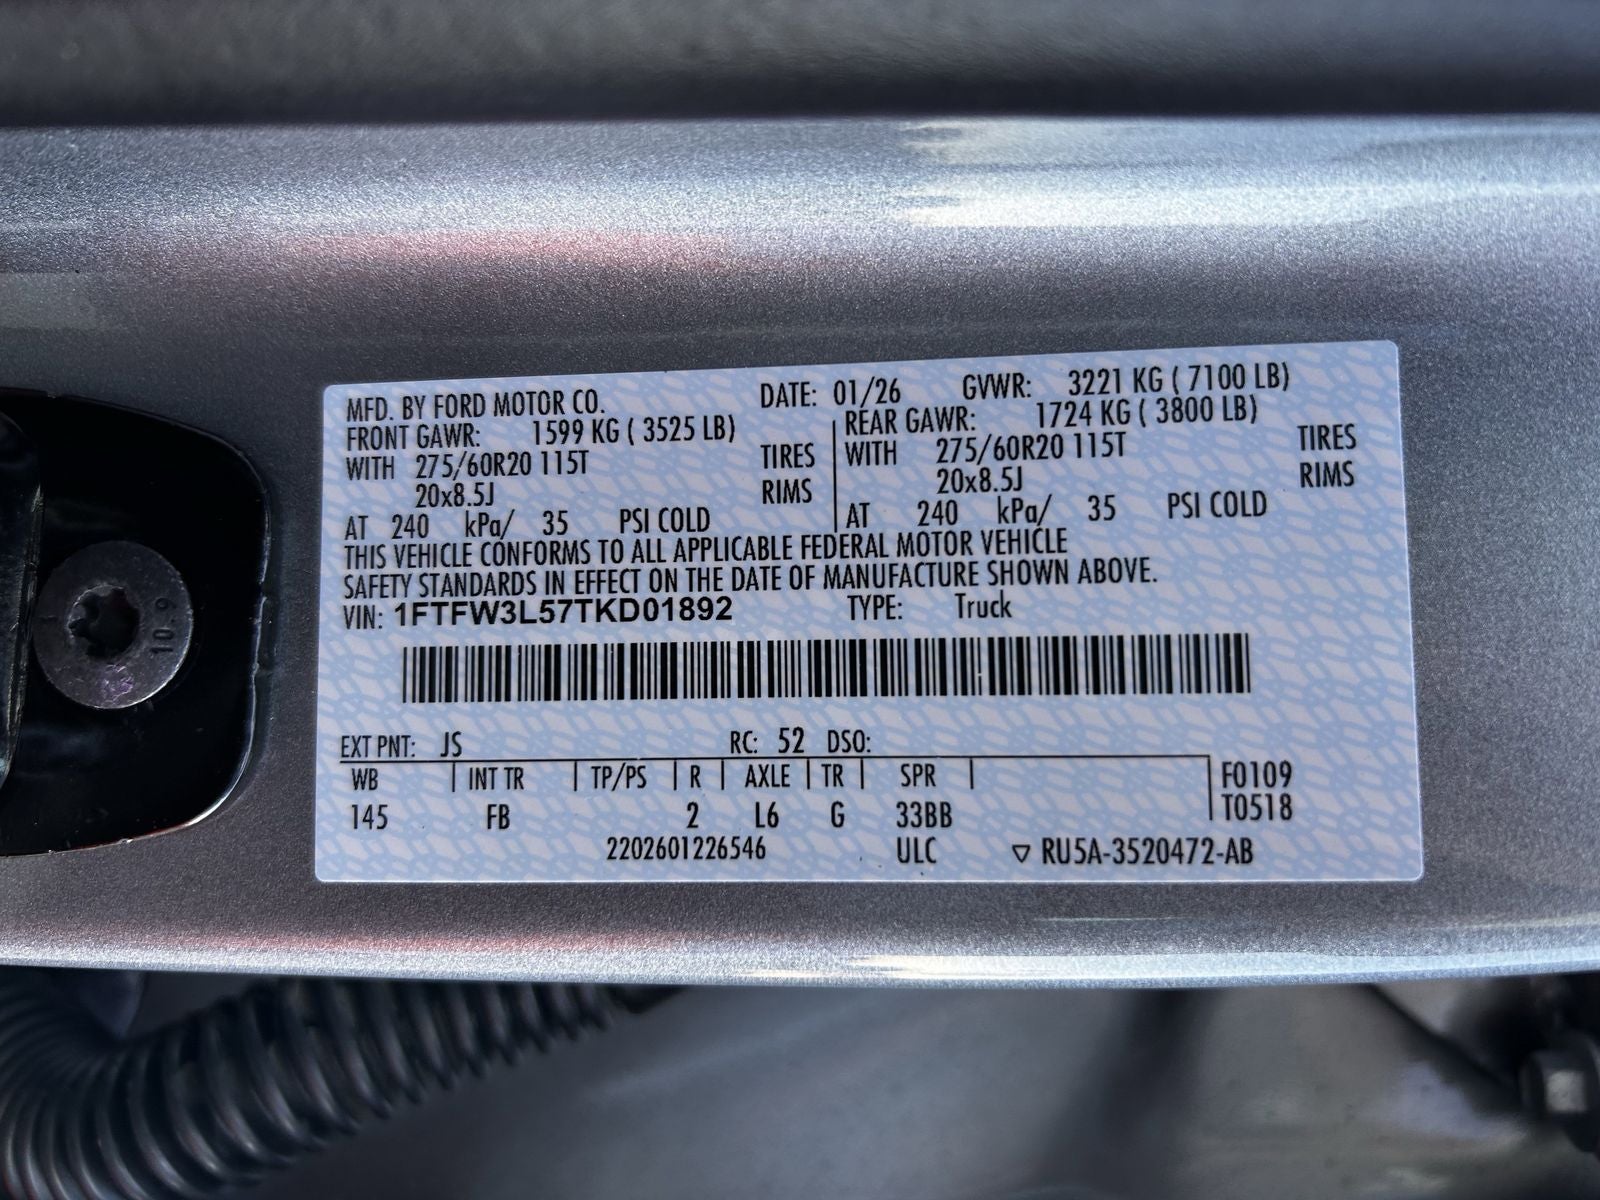 MFD. BY FORD MOTOR CO. DATE: 01/26 GVWR: 3221 KG ( 7100 LB)
FRONT GAWR: 1599 KG ( 3525 LB) REAR GAWR: 1724 KG ( 3800 LB)
WITH 275/60R20 115T TIRES WITH 275/60R20 115T TIRES
20x8.5J RIMS 20x8.5J RIMS
AT 240 kPa/ 35 PSI COLD AT 240 kPa/ 35 PSI COLD
THIS VEHICLE CONFORMS TO ALL APPLICABLE FEDERAL MOTOR VEHICLE
SAFETY STANDARDS IN EFFECT ON THE DATE OF MANUFACTURE SHOWN ABOVE.
VIN: 1FTFW3L57TKD01892 TYPE: Truck
EXT PNT: JS RC: 52 DSO:
WB INT TR TP/PS R AXLE TR SPR F0109
145 FB 2 L6 G 33BB T0518
2202601226546 ULC ▽ RU5A-3520472-AB
10.9